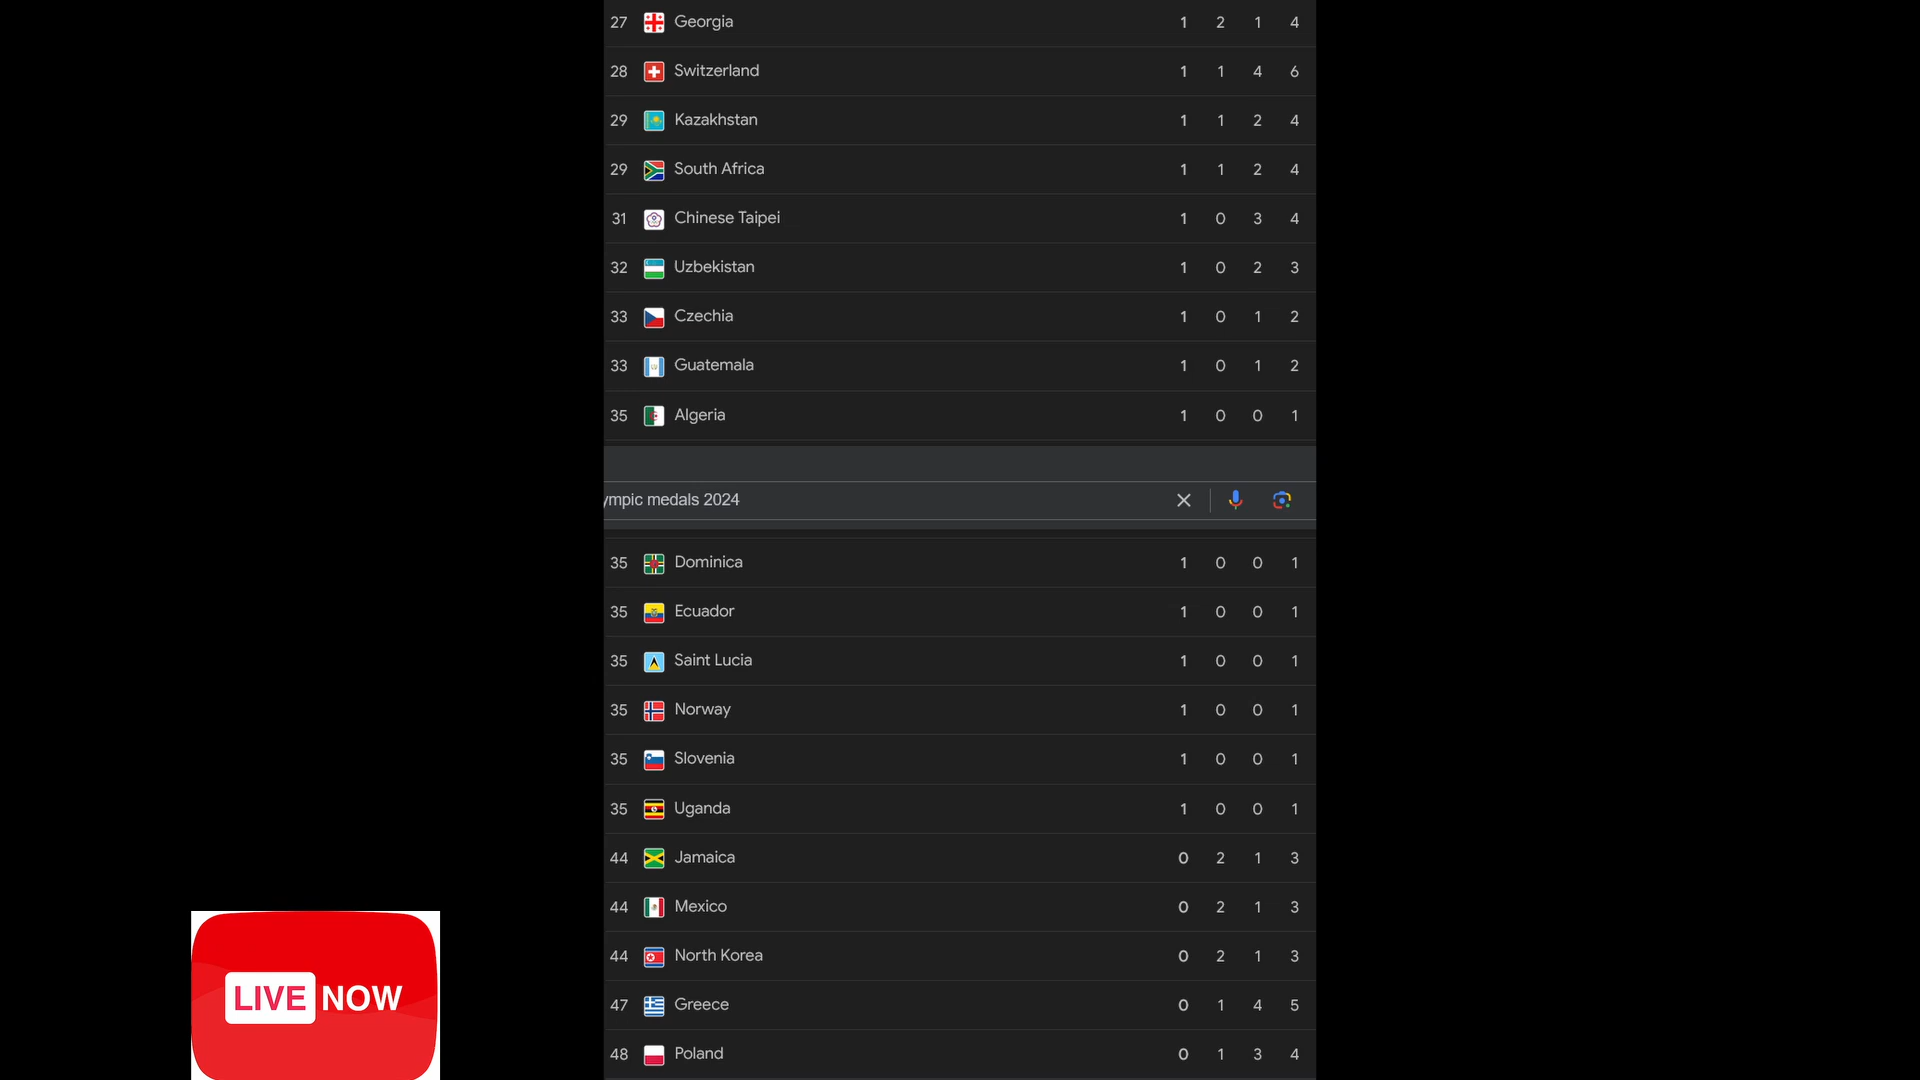 27 Georgia 1 2 1 4
28 Switzerland 1 1 4 6
29 Kazakhstan 1 1 2 4
29 South Africa 1 1 2 4
31 Chinese Taipei 1 0 3 4
32 Uzbekistan 1 0 2 3
33 Czechia 1 0 1 2
33 Guatemala 1 0 1 2
35 Algeria 1 0 0 1
ympic medals 2024
35 Dominica 1 0 0 1
35 Ecuador 1 0 0 1
35 Saint Lucia 1 0 0 1
35 Norway 1 0 0 1
35 Slovenia 1 0 0 1
35 Uganda 1 0 0 1
44 Jamaica 0 2 1 3
44 Mexico 0 2 1 3
44 North Korea 0 2 1 3
47 Greece 0 1 4 5
48 Poland 0 1 3 4
LIVE NOW